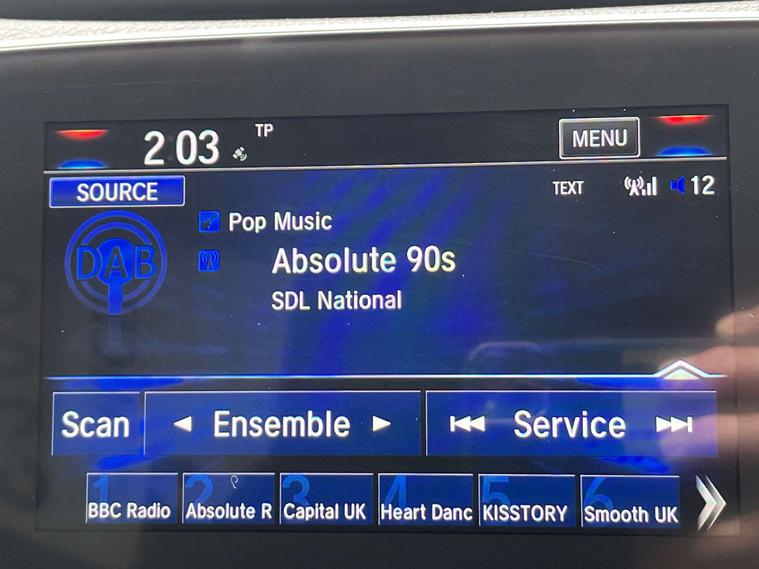 2:03 TP MENU
SOURCE TEXT 12
DAB
Pop Music
Absolute 90s
SDL National
Scan Ensemble Service
1 2 3 4 5 6
BBC Radio Absolute R Capital UK Heart Danc KISSTORY Smooth UK